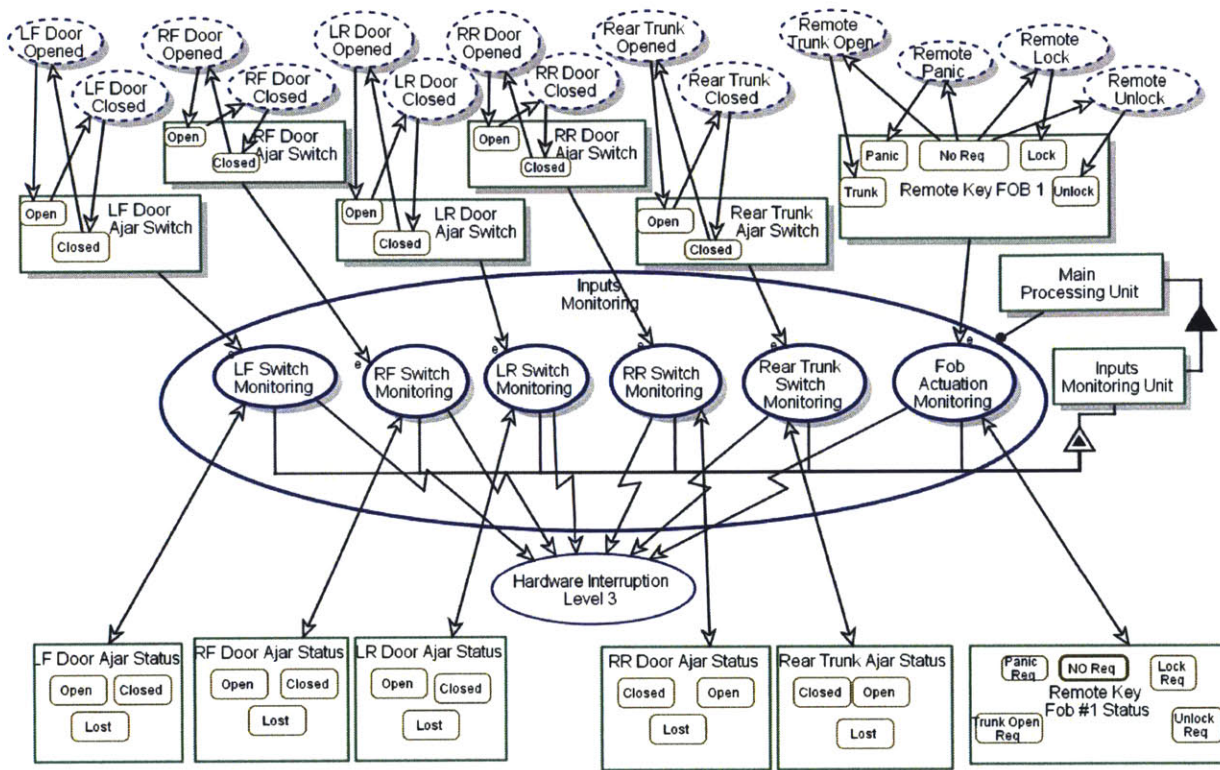 LF Door
Opened
RF Door
Opened
LR Door
Opened
RR Door
Opened
Rear Trunk
Opened
Remote
Trunk Open
Remote
Panic
Remote
Lock
Remote
Unlock
LF Door
Closed
RF Door
Closed
LR Door
Closed
RR Door
Closed
Rear Trunk
Closed
Open
Closed
RF Door
Ajar Switch
Open
Closed
RR Door
Ajar Switch
Panic
No Req
Lock
Trunk
Remote Key FOB 1
Unlock
Open
Closed
LF Door
Ajar Switch
Open
Closed
LR Door
Ajar Switch
Open
Closed
Rear Trunk
Ajar Switch
Inputs
Monitoring
Main
Processing Unit
Inputs
Monitoring Unit
e
LF Switch
Monitoring
e
RF Switch
Monitoring
e
LR Switch
Monitoring
e
RR Switch
Monitoring
e
Rear Trunk
Switch
Monitoring
e
Fob
Actuation
Monitoring
Hardware Interruption
Level 3
LF Door Ajar Status
Open
Closed
Lost
RF Door Ajar Status
Open
Closed
Lost
LR Door Ajar Status
Open
Closed
Lost
RR Door Ajar Status
Closed
Open
Lost
Rear Trunk Ajar Status
Closed
Open
Lost
Panic
Req
NO Req
Lock
Req
Remote Key
Fob #1 Status
Trunk Open
Req
Unlock
Req